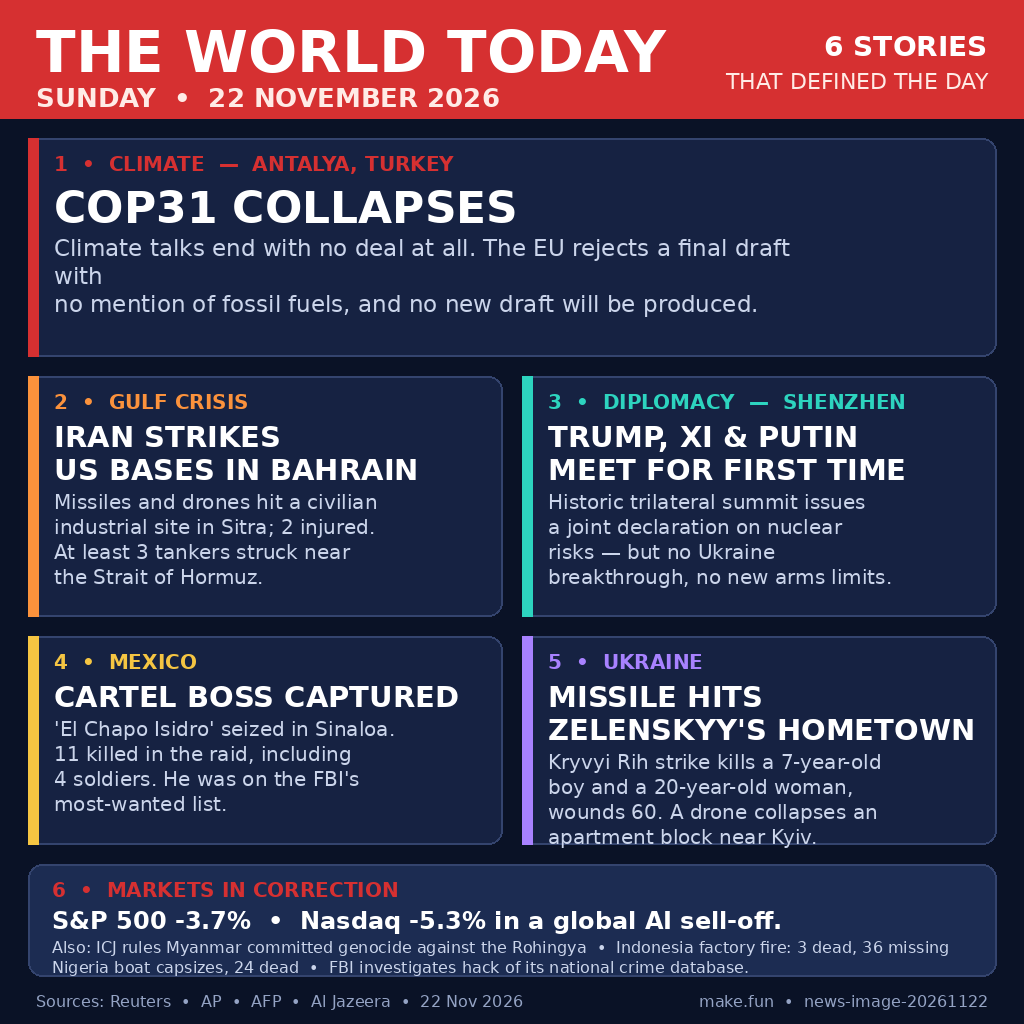 THE WORLD TODAY
SUNDAY • 22 NOVEMBER 2026
6 STORIES
THAT DEFINED THE DAY
1 • CLIMATE — ANTALYA, TURKEY
COP31 COLLAPSES
Climate talks end with no deal at all. The EU rejects a final draft
with
no mention of fossil fuels, and no new draft will be produced.
2 • GULF CRISIS
IRAN STRIKES
US BASES IN BAHRAIN
Missiles and drones hit a civilian
industrial site in Sitra; 2 injured.
At least 3 tankers struck near
the Strait of Hormuz.
3 • DIPLOMACY — SHENZHEN
TRUMP, XI & PUTIN
MEET FOR FIRST TIME
Historic trilateral summit issues
a joint declaration on nuclear
risks — but no Ukraine
breakthrough, no new arms limits.
4 • MEXICO
CARTEL BOSS CAPTURED
'El Chapo Isidro' seized in Sinaloa.
11 killed in the raid, including
4 soldiers. He was on the FBI's
most-wanted list.
5 • UKRAINE
MISSILE HITS
ZELENSKYY'S HOMETOWN
Kryvyi Rih strike kills a 7-year-old
boy and a 20-year-old woman,
wounds 60. A drone collapses an
apartment block near Kyiv.
6 • MARKETS IN CORRECTION
S&P 500 -3.7% • Nasdaq -5.3% in a global AI sell-off.
Also: ICJ rules Myanmar committed genocide against the Rohingya • Indonesia factory fire: 3 dead, 36 missing
Nigeria boat capsizes, 24 dead • FBI investigates hack of its national crime database.
Sources: Reuters • AP • AFP • Al Jazeera • 22 Nov 2026
make.fun • news-image-20261122